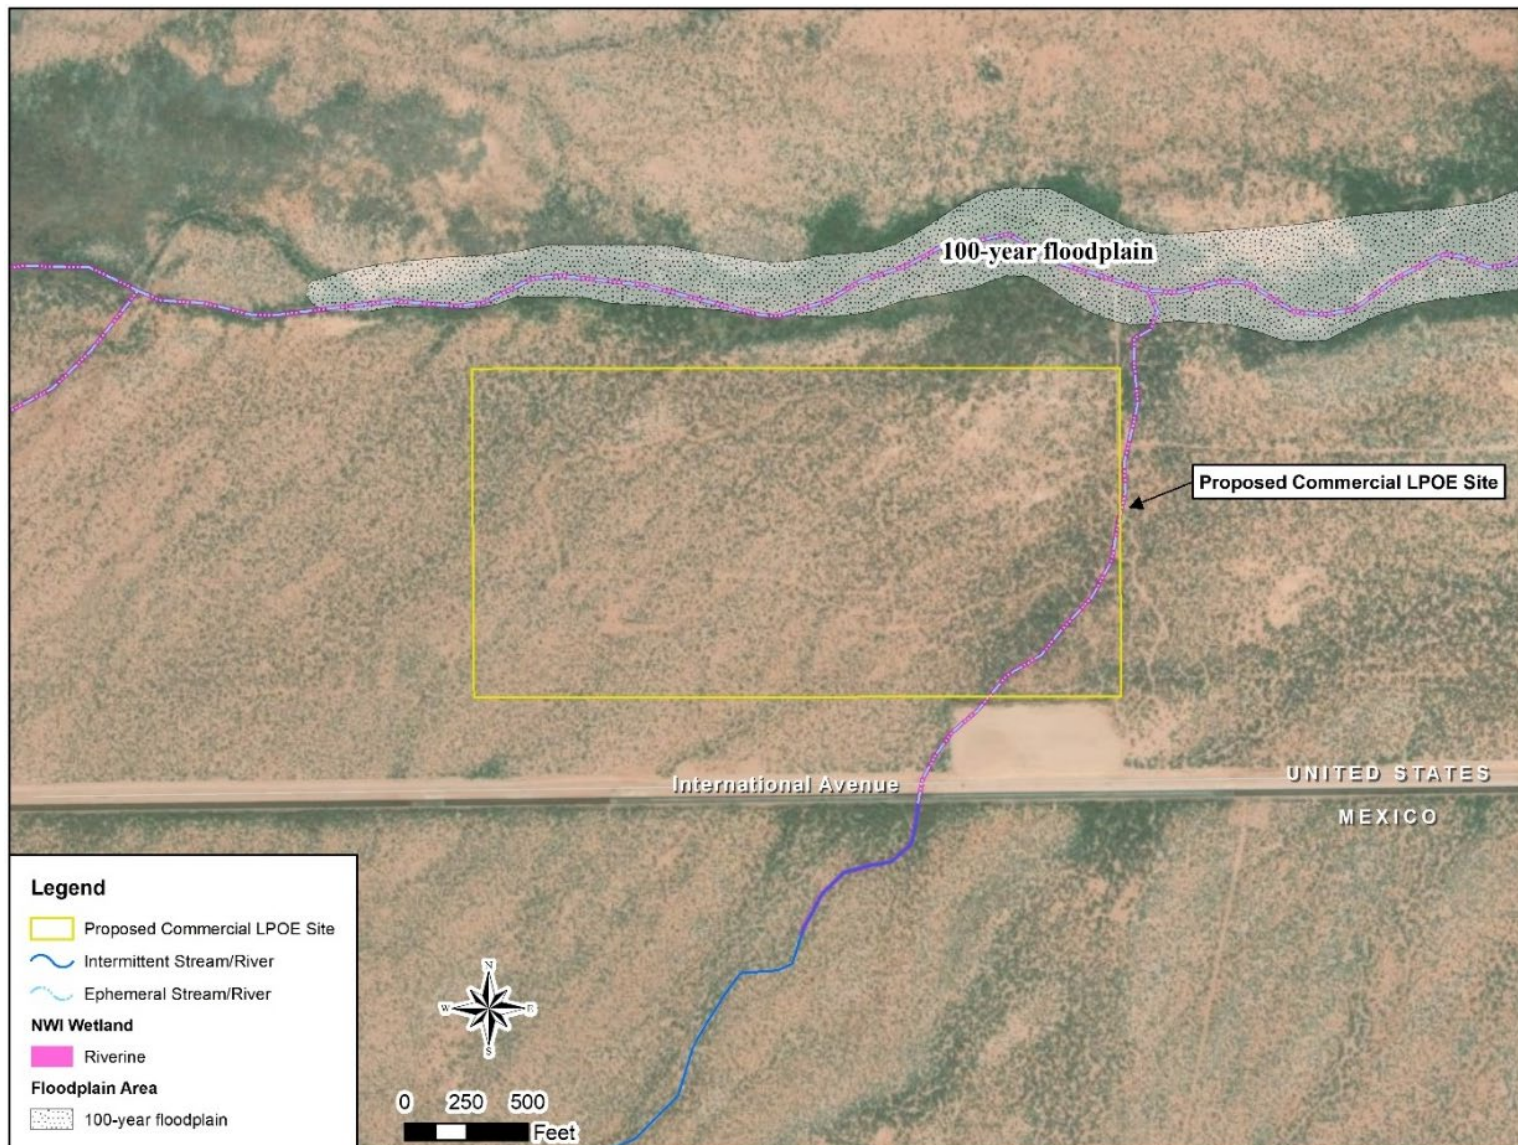 100-year floodplain
Proposed Commercial LPOE Site
International Avenue
UNITED STATES
MEXICO
Legend
Proposed Commercial LPOE Site
Intermittent Stream/River
Ephemeral Stream/River
NWI Wetland
Riverine
Floodplain Area
100-year floodplain
N
W E
S
0 250 500
Feet